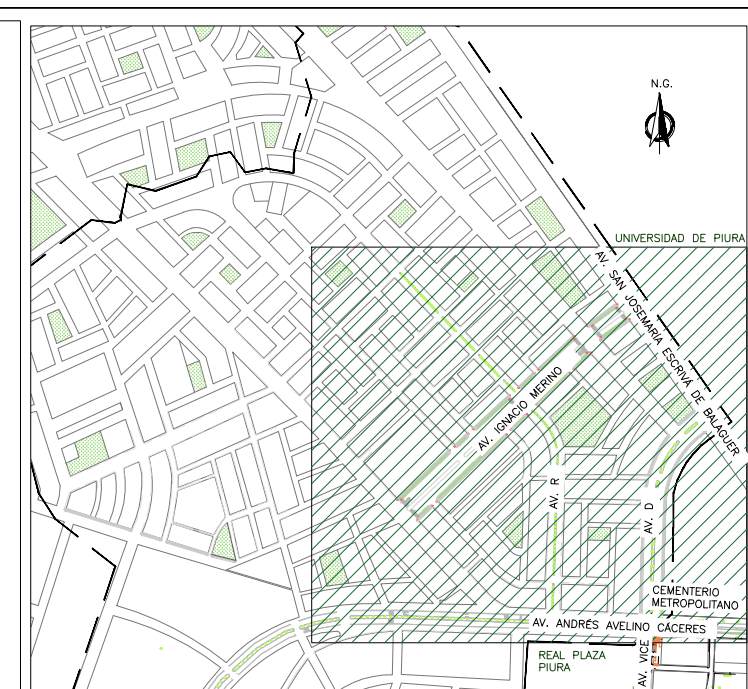 N.G.
UNIVERSIDAD DE PIURA
AV. SAN JOSEMARÍA ESCRIVA DE BALAGUER
AV. IGNACIO MERINO
AV. R
AV. D
CEMENTERIO
METROPOLITANO
AV. ANDRÉS AVELINO CÁCERES
REAL PLAZA
PIURA
AV. VICE